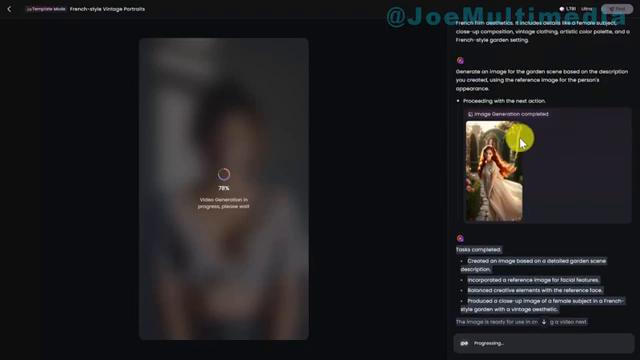 Template Mode
French-style Vintage Portraits
@JoeMultimedia
1,781
Ultra
Post
French film aesthetics. It includes details like a female subject,
close-up composition, vintage clothing, artistic color palette, and a
French-style garden setting.
Generate an image for the garden scene based on the description
you created, using the reference image for the person's
appearance.
• Proceeding with the next action.
Image Generation completed
78%
Video Generation in
progress, please wait
Tasks completed:
• Created an image based on a detailed garden scene
description.
• Incorporated a reference image for facial features.
• Balanced creative elements with the reference face.
• Produced a close-up image of a female subject in a French-
style garden with a vintage aesthetic.
The image is ready for use in g a video next.
Progressing...